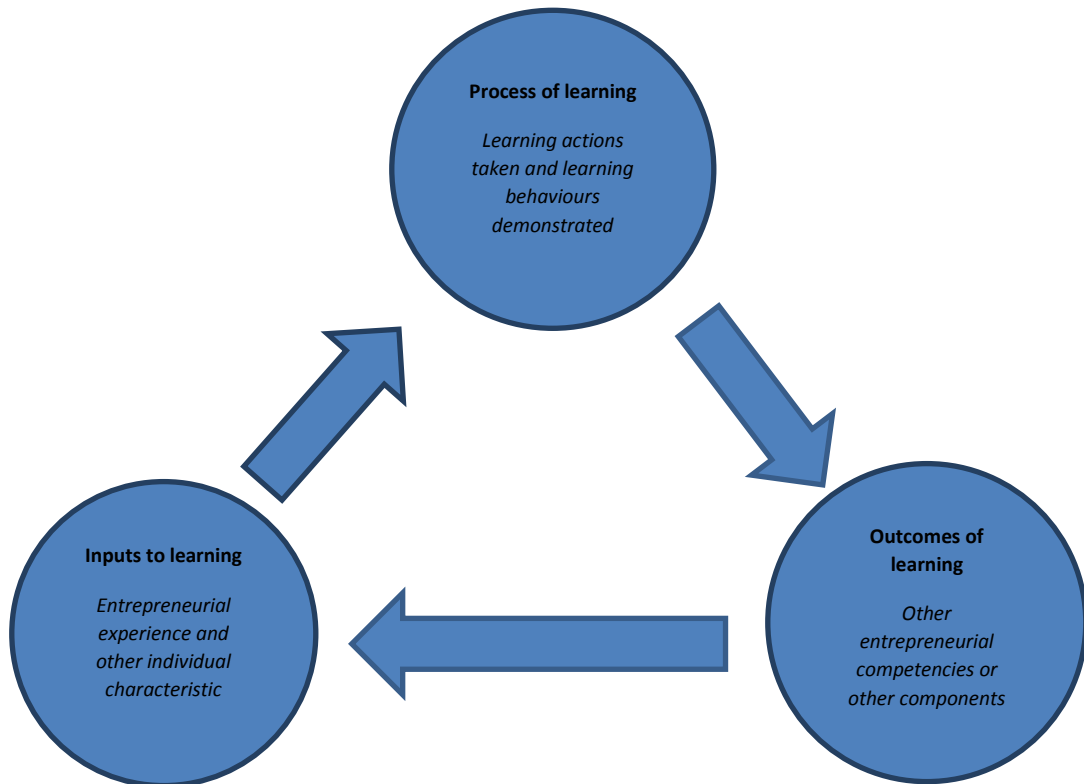 Process of learning
Learning actions
taken and learning
behaviours
demonstrated
Inputs to learning
Entrepreneurial
experience and
other individual
characteristic
Outcomes of
learning
Other
entrepreneurial
competencies or
other components